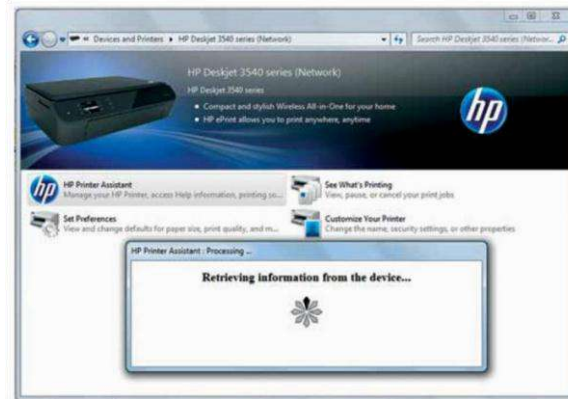 « Devices and Printers ▸ HP Deskjet 3540 series (Network)
Search HP Deskjet 3540 series (Networ...
HP Deskjet 3540 series (Network)
HP Deskjet 3540 series
• Compact and stylish Wireless All-in-One for your home
• HP ePrint allows you to print anywhere, anytime
hp
hp
HP Printer Assistant
Manage your HP Printer, access Help information, printing su...
See What's Printing
View, pause, or cancel your print jobs
Set Preferences
View and change defaults for paper size, print quality, and m...
Customize Your Printer
Change the name, security settings, or other properties
HP Printer Assistant : Processing ...
Retrieving information from the device...